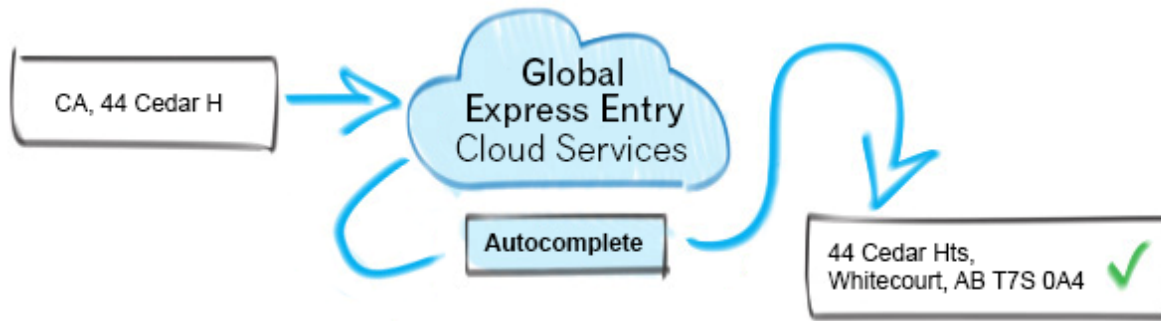 CA, 44 Cedar H
Global
Express Entry
Cloud Services
Autocomplete
44 Cedar Hts,
Whitecourt, AB T7S 0A4